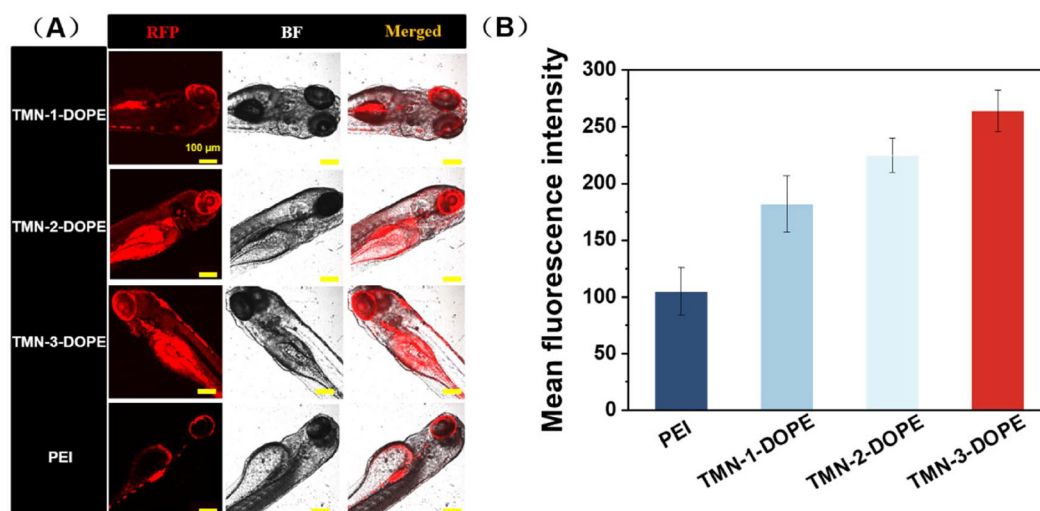 (A)
RFP BF Merged
TMN-1-DOPE
100 μm
TMN-2-DOPE
TMN-3-DOPE
PEI
(B)
Mean fluorescence intensity
300
250
200
150
100
50
0
PEI
TMN-1-DOPE
TMN-2-DOPE
TMN-3-DOPE